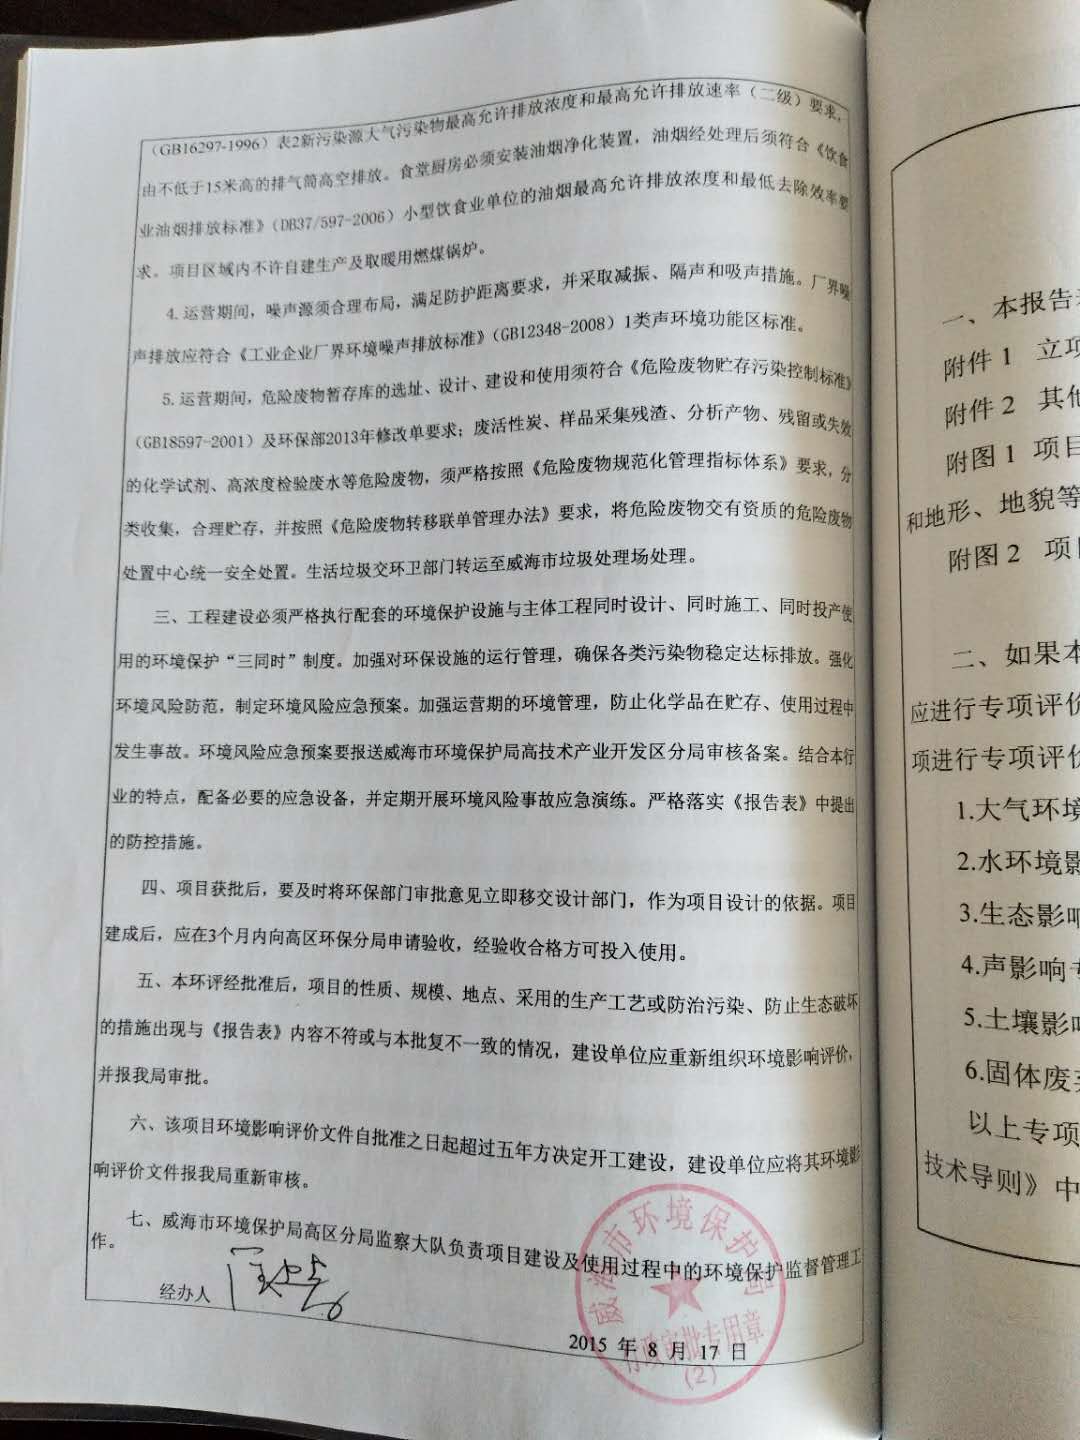 （GB16297-1996）表2新污染源大气污染物最高允许排放浓度和最高允许排放速率（二级）要求，
由不低于15米高的排气筒高空排放。食堂厨房必须安装油烟净化装置，油烟经处理后须符合《饮食
业油烟排放标准》（DB37/597-2006）小型饮食业单位的油烟最高允许排放浓度和最低去除效率要
求。项目区域内不许自建生产及取暖用燃煤锅炉。
4.运营期间，噪声源须合理布局，满足防护距离要求，并采取减振、隔声和吸声措施。厂界噪
声排放应符合《工业企业厂界环境噪声排放标准》（GB12348-2008）1类声环境功能区标准。
5.运营期间，危险废物暂存库的选址、设计、建设和使用须符合《危险废物贮存污染控制标准》
（GB18597-2001）及环保部2013年修改单要求；废活性炭、样品采集残渣、分析产物、残留或失效
的化学试剂、高浓度检验废水等危险废物，须严格按照《危险废物规范化管理指标体系》要求，分
类收集，合理贮存，并按照《危险废物转移联单管理办法》要求，将危险废物交有资质的危险废物
处置中心统一安全处置。生活垃圾交环卫部门转运至威海市垃圾处理场处理。
三、工程建设必须严格执行配套的环境保护设施与主体工程同时设计、同时施工、同时投产使
用的环境保护“三同时”制度。加强对环保设施的运行管理，确保各类污染物稳定达标排放。强化
环境风险防范，制定环境风险应急预案。加强运营期的环境管理，防止化学品在贮存、使用过程中
发生事故。环境风险应急预案要报送威海市环境保护局高技术产业开发区分局审核备案。结合本行
业的特点，配备必要的应急设备，并定期开展环境风险事故应急演练。严格落实《报告表》中提出
的防控措施。
四、项目获批后，要及时将环保部门审批意见立即移交设计部门，作为项目设计的依据。项目
建成后，应在3个月内向高区环保分局申请验收，经验收合格方可投入使用。
五、本环评经批准后，项目的性质、规模、地点、采用的生产工艺或防治污染、防止生态破坏
的措施出现与《报告表》内容不符或与本批复不一致的情况，建设单位应重新组织环境影响评价，
并报我局审批。
六、该项目环境影响评价文件自批准之日起超过五年方决定开工建设，建设单位应将其环境影
响评价文件报我局重新审核。
七、威海市环境保护局高区分局监察大队负责项目建设及使用过程中的环境保护监督管理工
作。
经办人
2015 年 8 月 17 日
威海市环境保护局
行政审批专用章
（2）
一、本报告
附件1 立项
附件2 其他
附图1 项目
和地形、地貌等
附图2 项
二、如果本
应进行专项评价
项进行专项评价
1.大气环境
2.水环境影
3.生态影响
4.声影响专
5.土壤影响
6.固体废弃
以上专项
技术导则》中